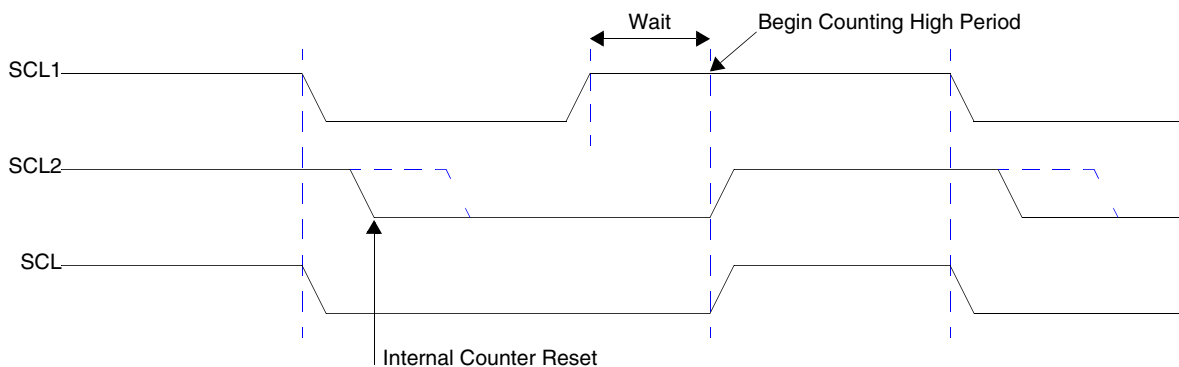 Wait
Begin Counting High Period
SCL1
SCL2
SCL
Internal Counter Reset